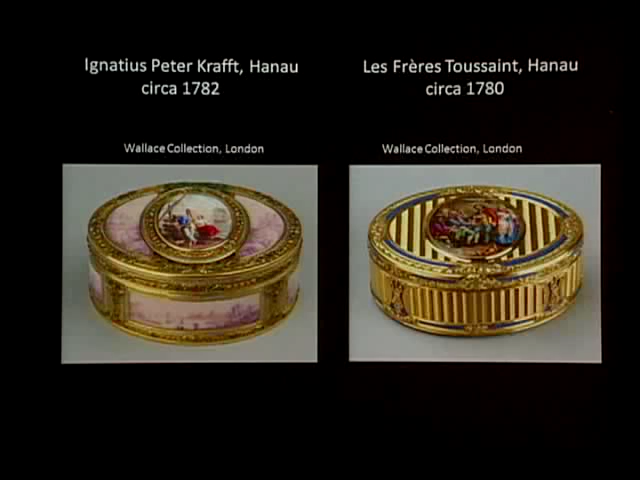 Ignatius Peter Krafft, Hanau
circa 1782
Wallace Collection, London
Les Frères Toussaint, Hanau
circa 1780
Wallace Collection, London